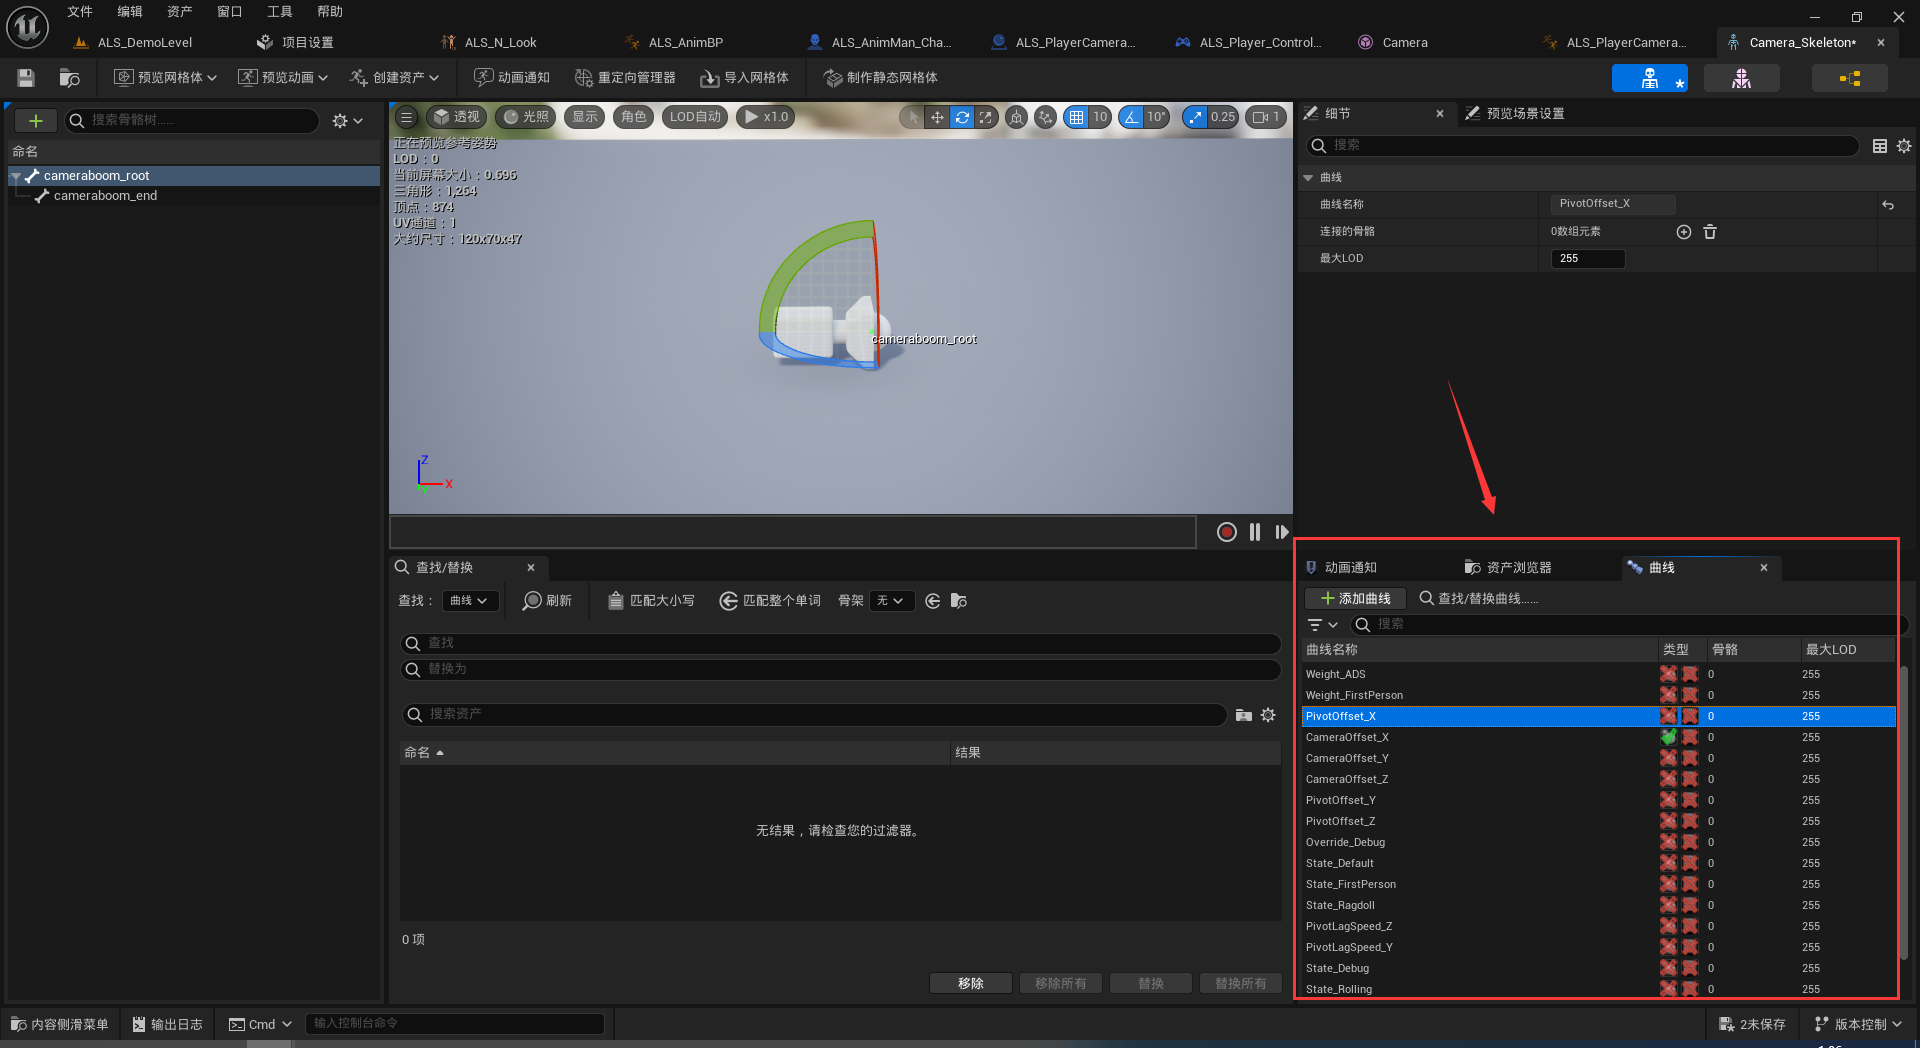 文件 编辑 资产 窗口 工具 帮助
ALS_DemoLevel 项目设置 ALS_N_Look ALS_AnimBP ALS_AnimMan_Cha... ALS_PlayerCamera... ALS_Player_Control... Camera ALS_PlayerCamera... Camera_Skeleton*
预览网格体 预览动画 创建资产 动画通知 重定向管理器 导入网格体 制作静态网格体
搜索骨骼树......
命名
cameraboom_root
cameraboom_end
透视 光照 显示 角色 LOD自动 x1.0 10 10° 0.25 1
正在预览参考姿势
LOD：0
当前屏幕大小：0.696
三角形：1,264
顶点：874
UV通道：1
大约尺寸：120x70x47
cameraboom_root
Z
X
Y
细节 预览场景设置
搜索
曲线
曲线名称 PivotOffset_X
连接的骨骼 0数组元素
最大LOD 255
查找/替换
查找： 曲线 刷新 匹配大小写 匹配整个单词 骨架 无
查找
替换为
搜索资产
命名 结果
无结果，请检查您的过滤器。
0 项
移除 移除所有 替换 替换所有
动画通知 资产浏览器 曲线
添加曲线 查找/替换曲线......
搜索
曲线名称 类型 骨骼 最大LOD
Weight_ADS 0 255
Weight_FirstPerson 0 255
PivotOffset_X 0 255
CameraOffset_X 0 255
CameraOffset_Y 0 255
CameraOffset_Z 0 255
PivotOffset_Y 0 255
PivotOffset_Z 0 255
Override_Debug 0 255
State_Default 0 255
State_FirstPerson 0 255
State_Ragdoll 0 255
PivotLagSpeed_Z 0 255
PivotLagSpeed_Y 0 255
State_Debug 0 255
State_Rolling 0 255
内容侧滑菜单 输出日志 Cmd 输入控制台命令 2未保存 版本控制